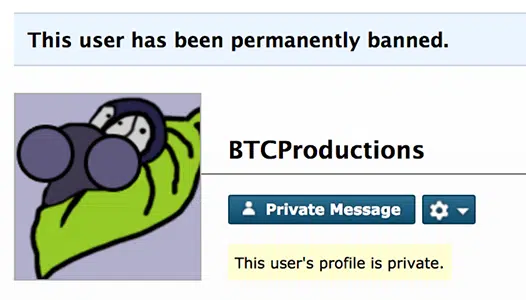 This user has been permanently banned.
BTCProductions
Private Message
This user's profile is private.